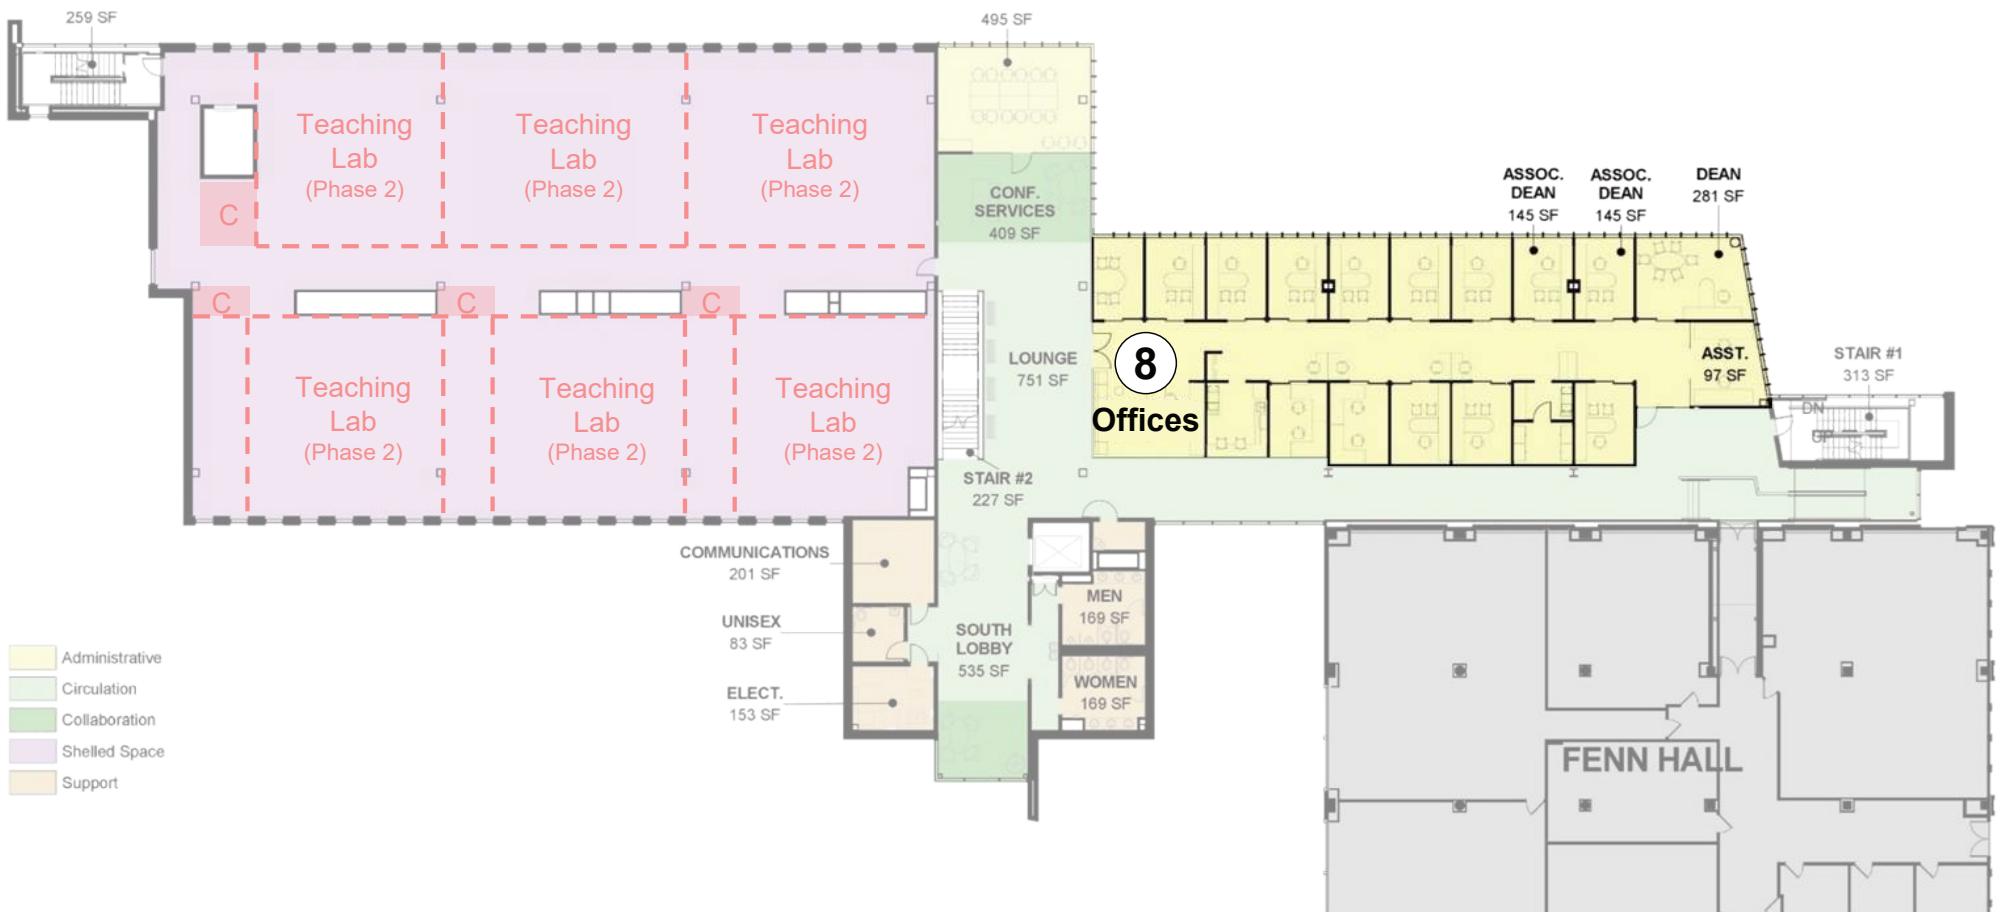 259 SF
495 SF
Teaching
Lab
(Phase 2)
Teaching
Lab
(Phase 2)
Teaching
Lab
(Phase 2)
C
CONF.
SERVICES
409 SF
ASSOC.
DEAN
145 SF
ASSOC.
DEAN
145 SF
DEAN
281 SF
C
C
C
Teaching
Lab
(Phase 2)
Teaching
Lab
(Phase 2)
Teaching
Lab
(Phase 2)
LOUNGE
751 SF
8
Offices
ASST.
97 SF
STAIR #1
313 SF
DN
UP
STAIR #2
227 SF
COMMUNICATIONS
201 SF
UNISEX
83 SF
ELECT.
153 SF
SOUTH
LOBBY
535 SF
MEN
169 SF
WOMEN
169 SF
FENN HALL
Administrative
Circulation
Collaboration
Shelled Space
Support